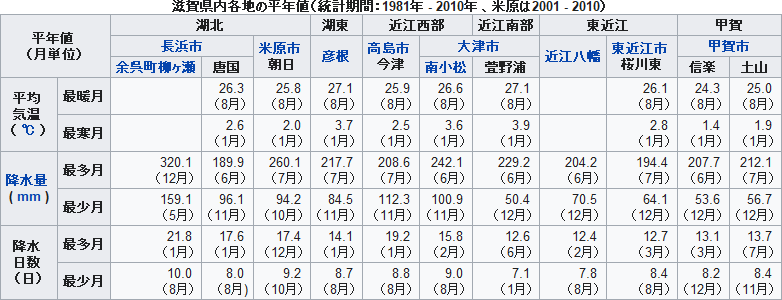 滋賀県内各地の平年値(統計期間:1981年 - 2010年、米原は2001 - 2010)
平年値
(月単位) 湖北 湖東 近江西部 近江南部 東近江 甲賀
長浜市 米原市
朝日 彦根 高島市
今津 大津市 近江八幡 東近江市
桜川東 甲賀市
余呉町柳ヶ瀬 唐国 南小松 萱野浦 信楽 土山
平均
気温
(℃) 最暖月 26.3
(8月) 25.8
(8月) 27.1
(8月) 25.9
(8月) 26.6
(8月) 27.1
(8月) 26.1
(8月) 24.3
(8月) 25.0
(8月)
最寒月 2.6
(1月) 2.0
(1月) 3.7
(1月) 2.5
(1月) 3.6
(1月) 3.9
(1月) 2.8
(1月) 1.4
(1月) 1.9
(1月)
降水量
(mm) 最多月 320.1
(12月) 189.9
(6月) 260.1
(7月) 217.7
(7月) 208.6
(7月) 242.1
(6月) 229.2
(6月) 204.2
(6月) 194.4
(7月) 207.7
(6月) 212.1
(7月)
最少月 159.1
(5月) 96.1
(11月) 94.2
(10月) 84.5
(11月) 112.3
(11月) 100.9
(11月) 50.4
(12月) 70.5
(12月) 64.1
(12月) 53.6
(12月) 56.7
(12月)
降水
日数
(日) 最多月 21.8
(1月) 17.6
(1月) 17.4
(12月) 14.1
(1月) 19.2
(1月) 15.8
(2月) 12.6
(6月) 12.4
(2月) 12.7
(3月) 13.1
(3月) 13.7
(7月)
最少月 10.0
(8月) 8.0
(8月) 9.2
(10月) 8.7
(8月) 8.8
(8月) 9.0
(8月) 7.1
(1月) 7.8
(8月) 8.4
(8月) 8.2
(12月) 8.4
(11月)